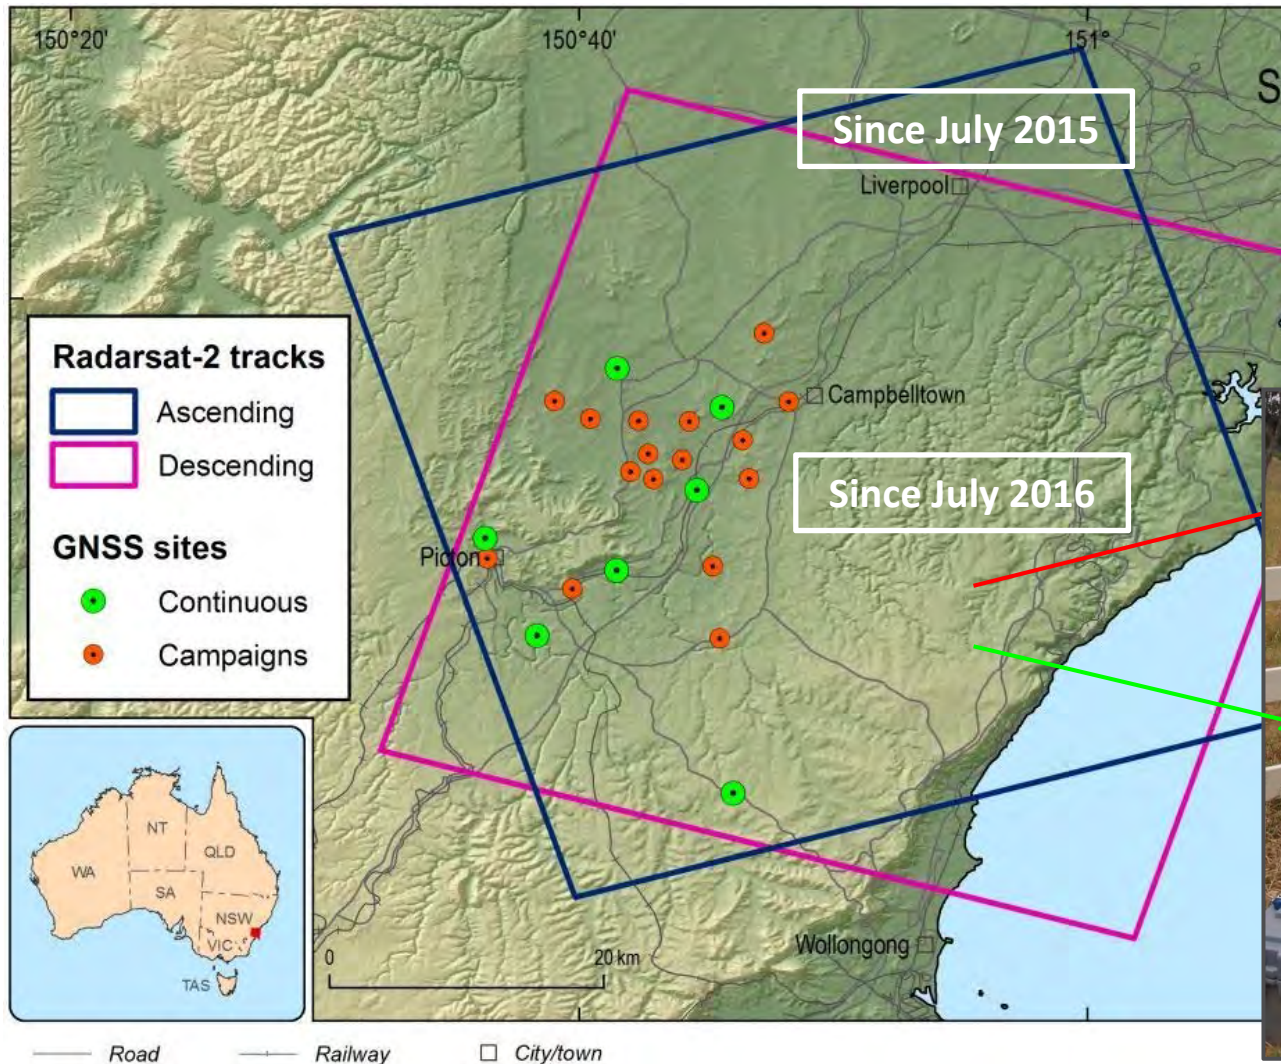 150°20'
150°40'
151°
S
Since July 2015
Liverpool
Radarsat-2 tracks
Ascending
Descending
Campbelltown
Since July 2016
GNSS sites
Picton
Continuous
Campaigns
WA
NT
QLD
SA
NSW
VIC
TAS
Wollongong
0
20 km
Road
Railway
City/town